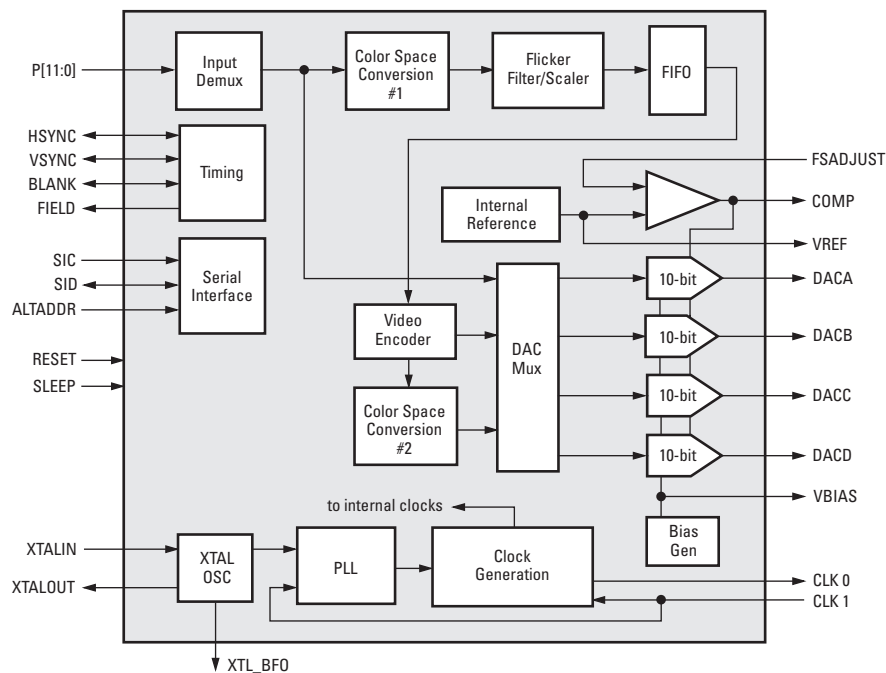 P[11:0]
Input
Demux
Color Space
Conversion
#1
Flicker
Filter/Scaler
FIFO
HSYNC
VSYNC
BLANK
FIELD
Timing
FSADJUST
COMP
VREF
Internal
Reference
SIC
SID
ALTADDR
Serial
Interface
RESET
SLEEP
Video
Encoder
Color Space
Conversion
#2
DAC
Mux
10-bit
DACA
10-bit
DACB
10-bit
DACC
10-bit
DACD
VBIAS
Bias
Gen
to internal clocks
XTALIN
XTALOUT
XTAL
OSC
PLL
Clock
Generation
CLK 0
CLK 1
XTL_BFO